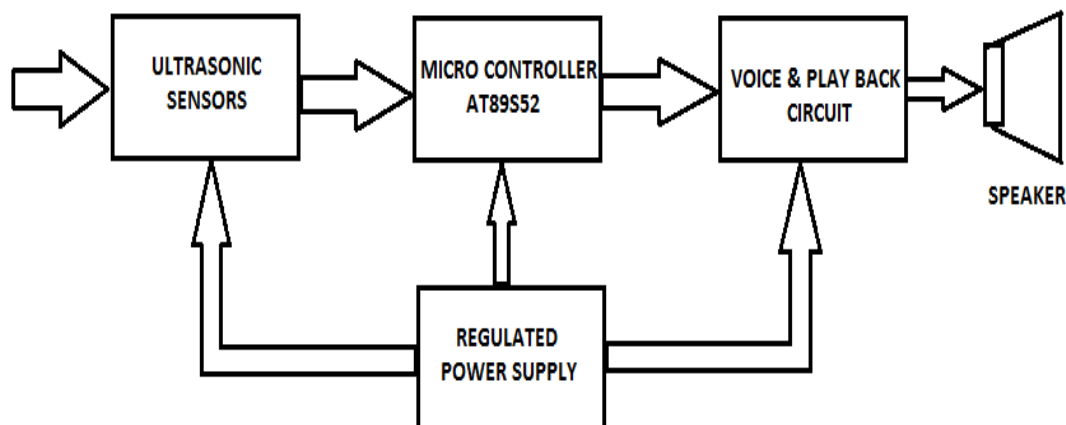 ULTRASONIC
SENSORS
MICRO CONTROLLER
AT89S52
VOICE & PLAY BACK
CIRCUIT
SPEAKER
REGULATED
POWER SUPPLY